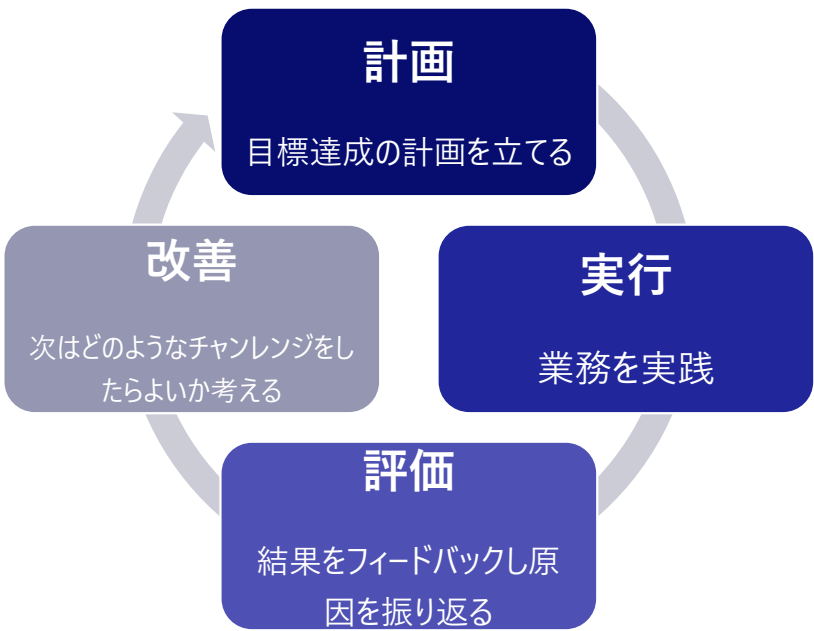 計画
目標達成の計画を立てる
実行
業務を実践
評価
結果をフィードバックし原
因を振り返る
改善
次はどのようなチャンレンジをし
たらよいか考える